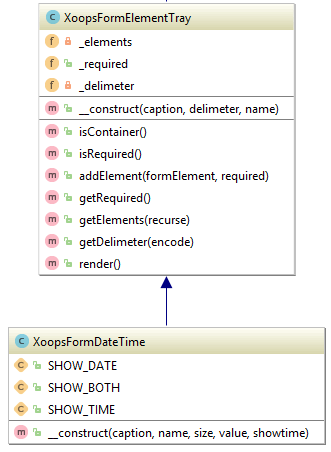 C XoopsFormElementTray
f _elements
f _required
f _delimeter
m __construct(caption, delimeter, name)
m isContainer()
m isRequired()
m addElement(formElement, required)
m getRequired()
m getElements(recurse)
m getDelimeter(encode)
m render()
C XoopsFormDateTime
C SHOW_DATE
C SHOW_BOTH
C SHOW_TIME
m __construct(caption, name, size, value, showtime)